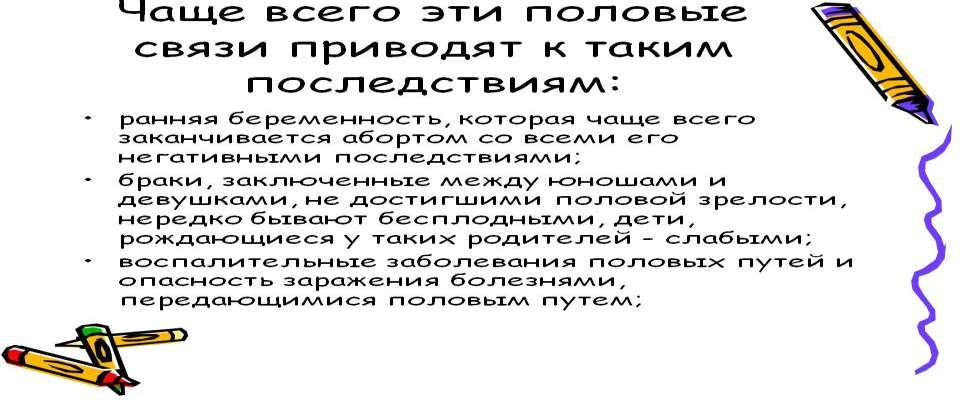 Чаще всего эти половые
связи приводят к таким
последствиям:
• ранняя беременность, которая чаще всего
заканчивается абортом со всеми его
негативными последствиями;
• браки, заключенные между юношами и
девушками, не достигшими половой зрелости,
нередко бывают бесплодными, дети,
рождающиеся у таких родителей - слабыми;
• воспалительные заболевания половых путей и
опасность заражения болезнями,
передающимися половым путем;